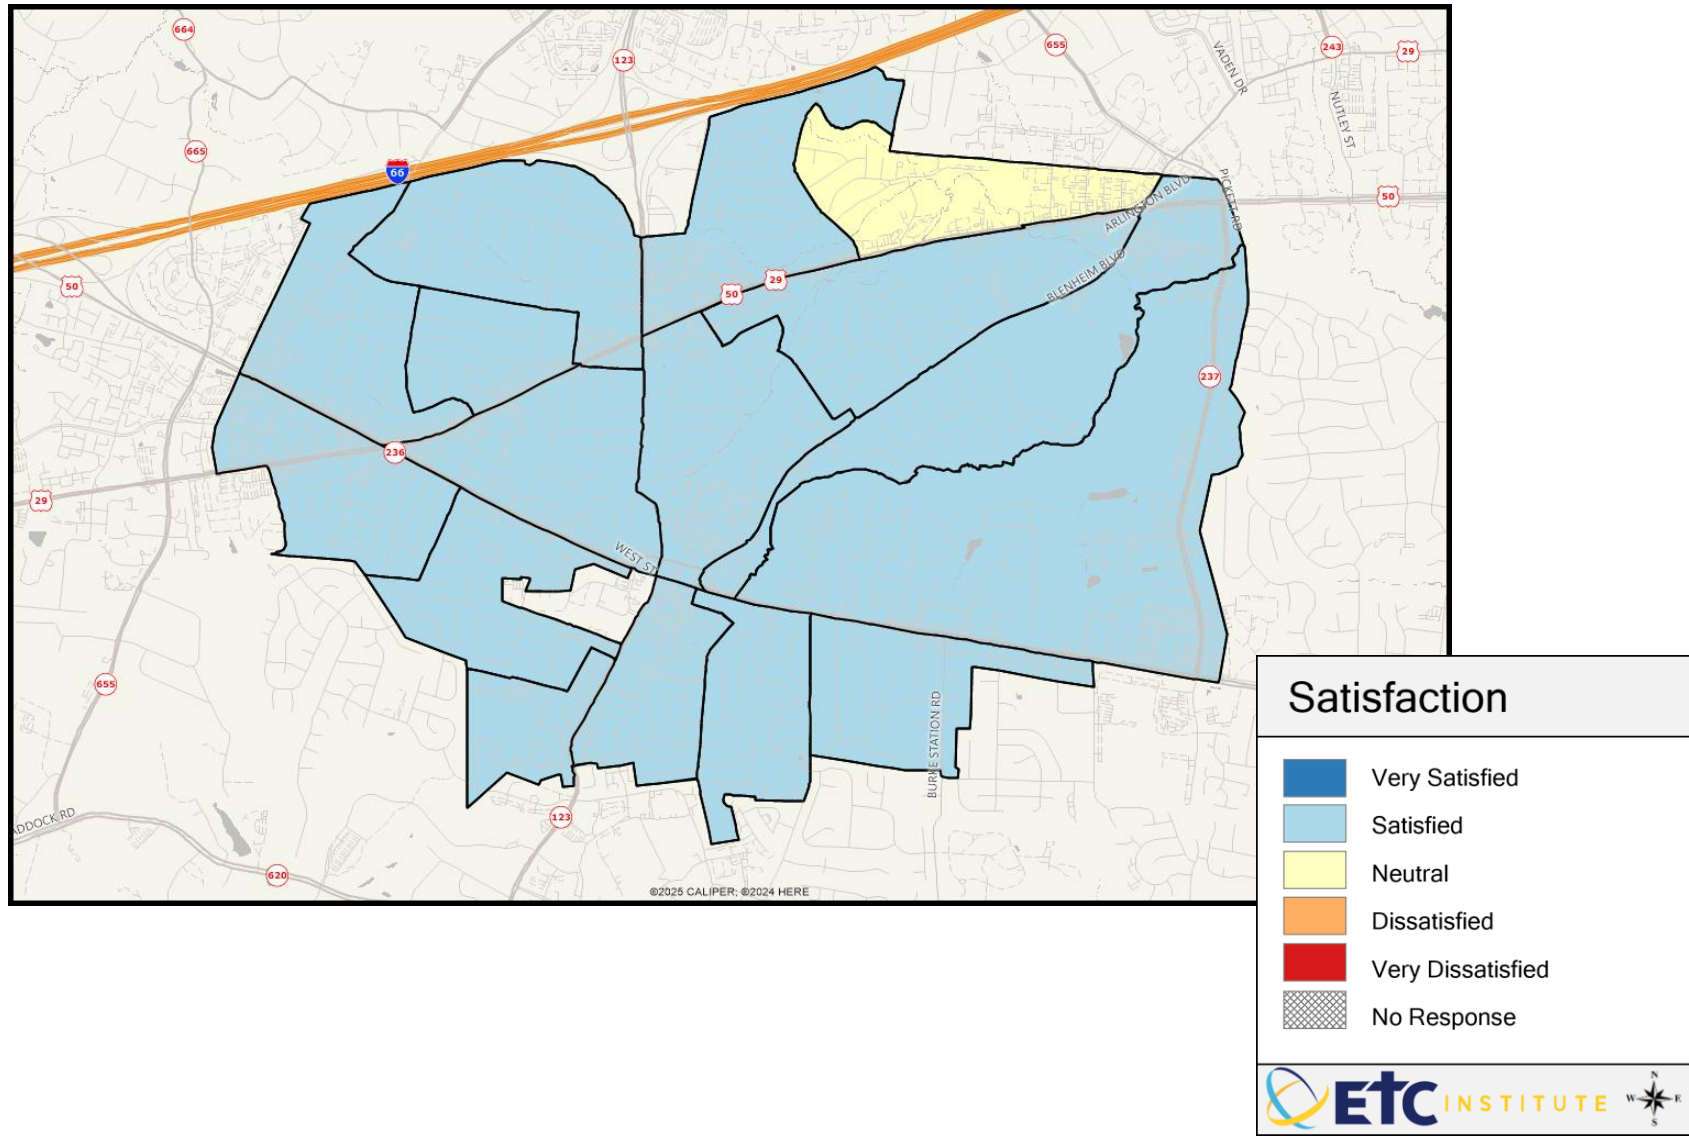 664
123
655
243
29
VADEN DR
NUTLEY ST
665
66
PICKETT RD
50
ARLINGTON BLVD
50
29
50
BLENHEIM BLVD
237
236
29
WEST ST
655
BURKE STATION RD
123
ADDOCK RD
620
©2025 CALIPER; ©2024 HERE
Satisfaction
Very Satisfied
Satisfied
Neutral
Dissatisfied
Very Dissatisfied
No Response
ETC INSTITUTE
N
W E
S